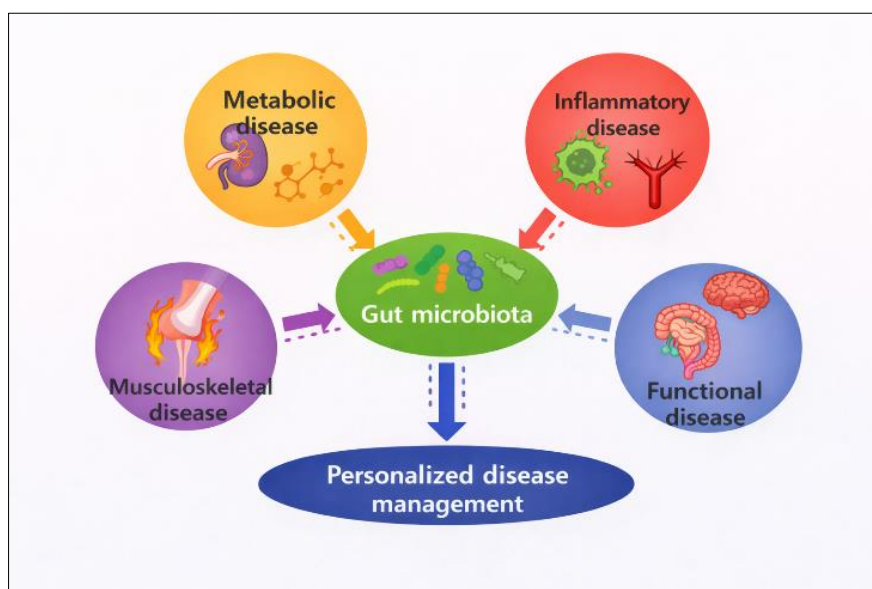 Metabolic
disease
Inflammatory
disease
Gut microbiota
Musculoskeletal
disease
Functional
disease
Personalized disease
management